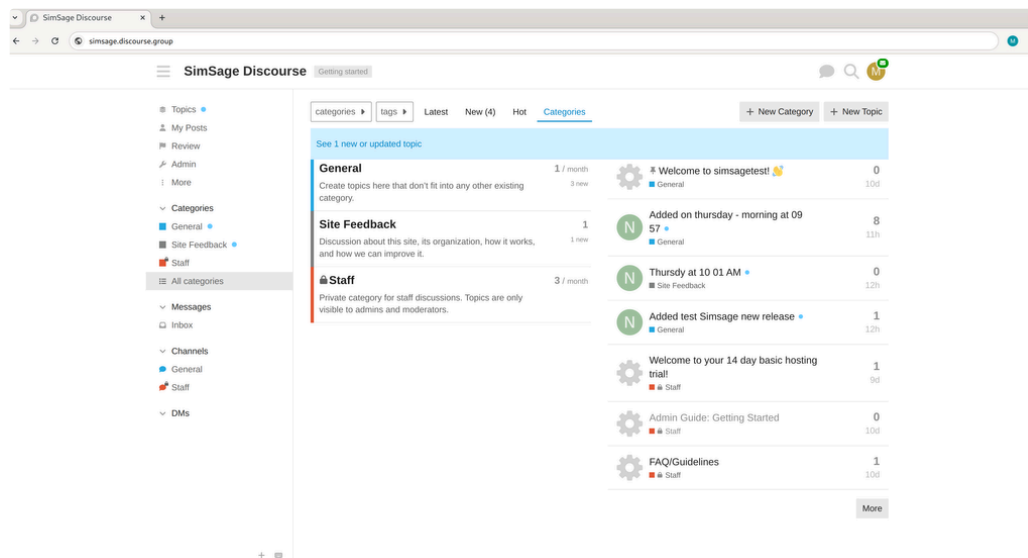 SimSage Discourse
simsage.discourse.group
M
SimSage Discourse Getting started
M
Topics
My Posts
Review
Admin
More
Categories
General
Site Feedback
Staff
All categories
Messages
Inbox
Channels
General
Staff
DMs
categories tags Latest New (4) Hot Categories
+ New Category + New Topic
See 1 new or updated topic
General 1 / month
Create topics here that don't fit into any other existing 3 new
category.
Site Feedback 1
Discussion about this site, its organization, how it works, 1 new
and how we can improve it.
Staff 3 / month
Private category for staff discussions. Topics are only
visible to admins and moderators.
Welcome to simsagetest! 0
General 10d
N
Added on thursday - morning at 09 8
57 11h
General
N
Thursdy at 10 01 AM 0
Site Feedback 12h
N
Added test Simsage new release 1
General 12h
Welcome to your 14 day basic hosting 1
trial! 9d
Staff
Admin Guide: Getting Started 0
Staff 10d
FAQ/Guidelines 1
Staff 10d
More